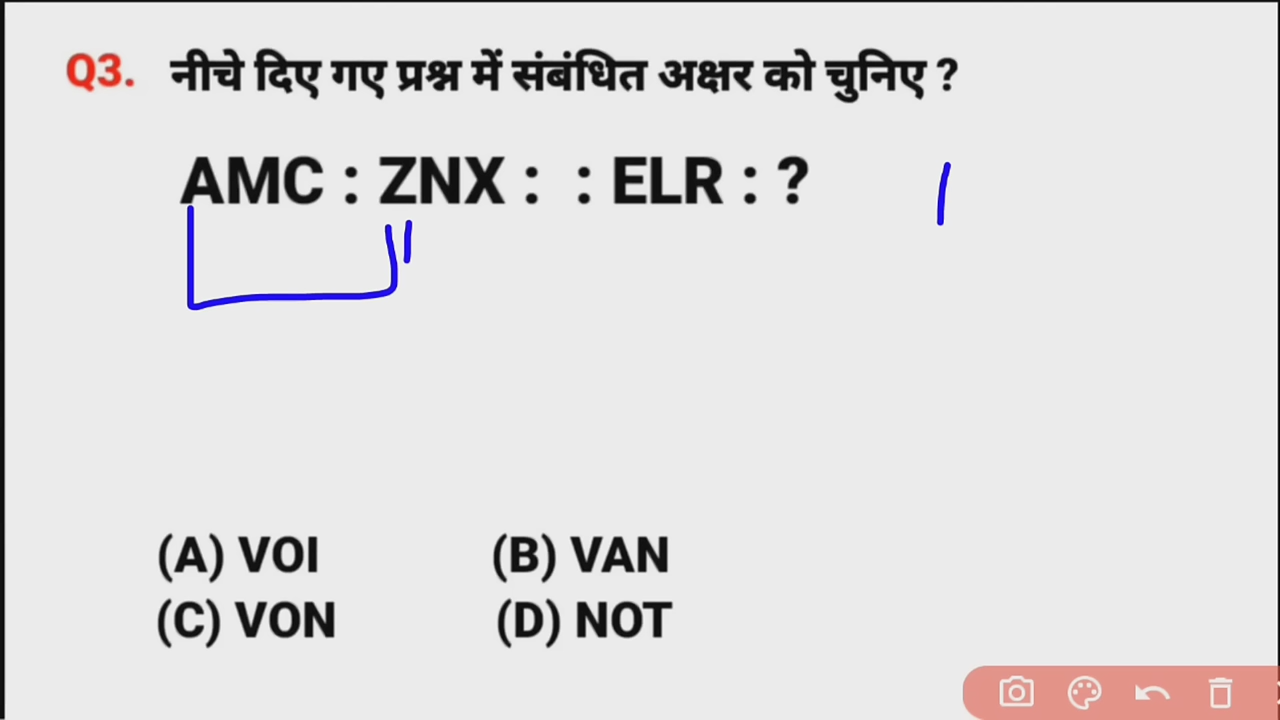 Q3. नीचे दिए गए प्रश्न में संबंधित अक्षर को चुनिए ?
AMC : ZNX : : ELR : ?
(A) VOI (B) VAN
(C) VON (D) NOT